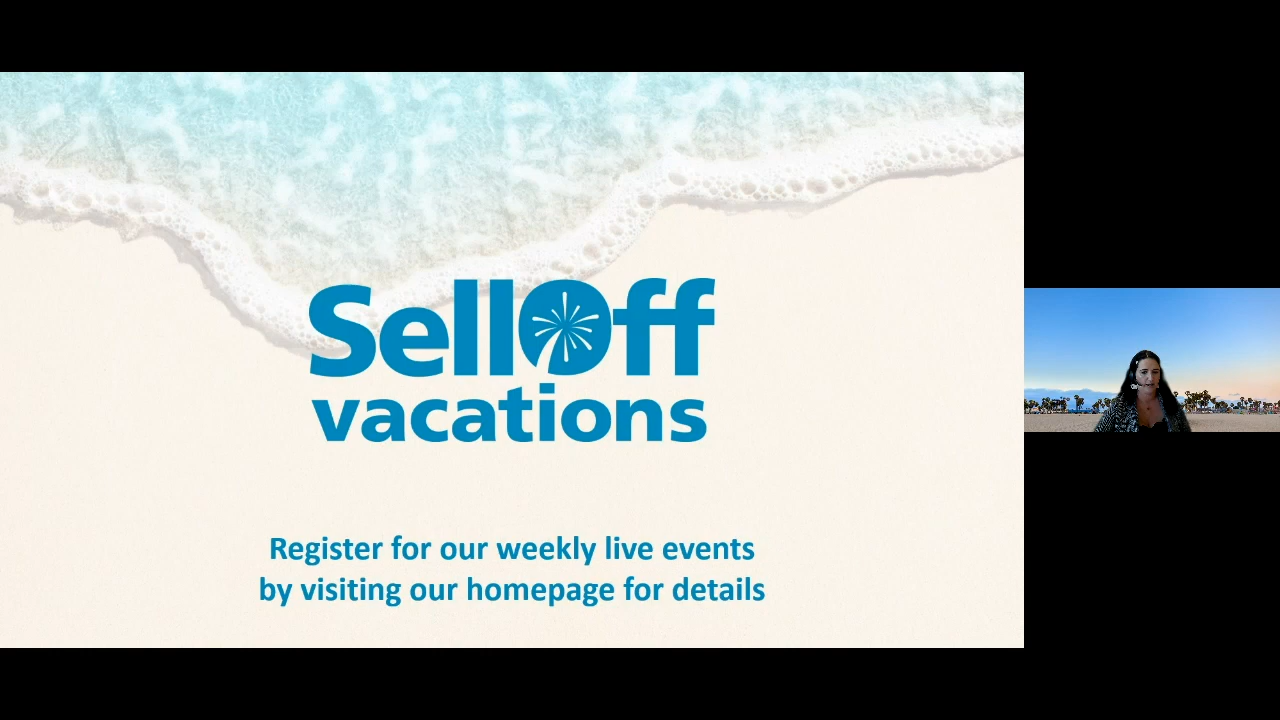 SellOff
vacations
Register for our weekly live events
by visiting our homepage for details